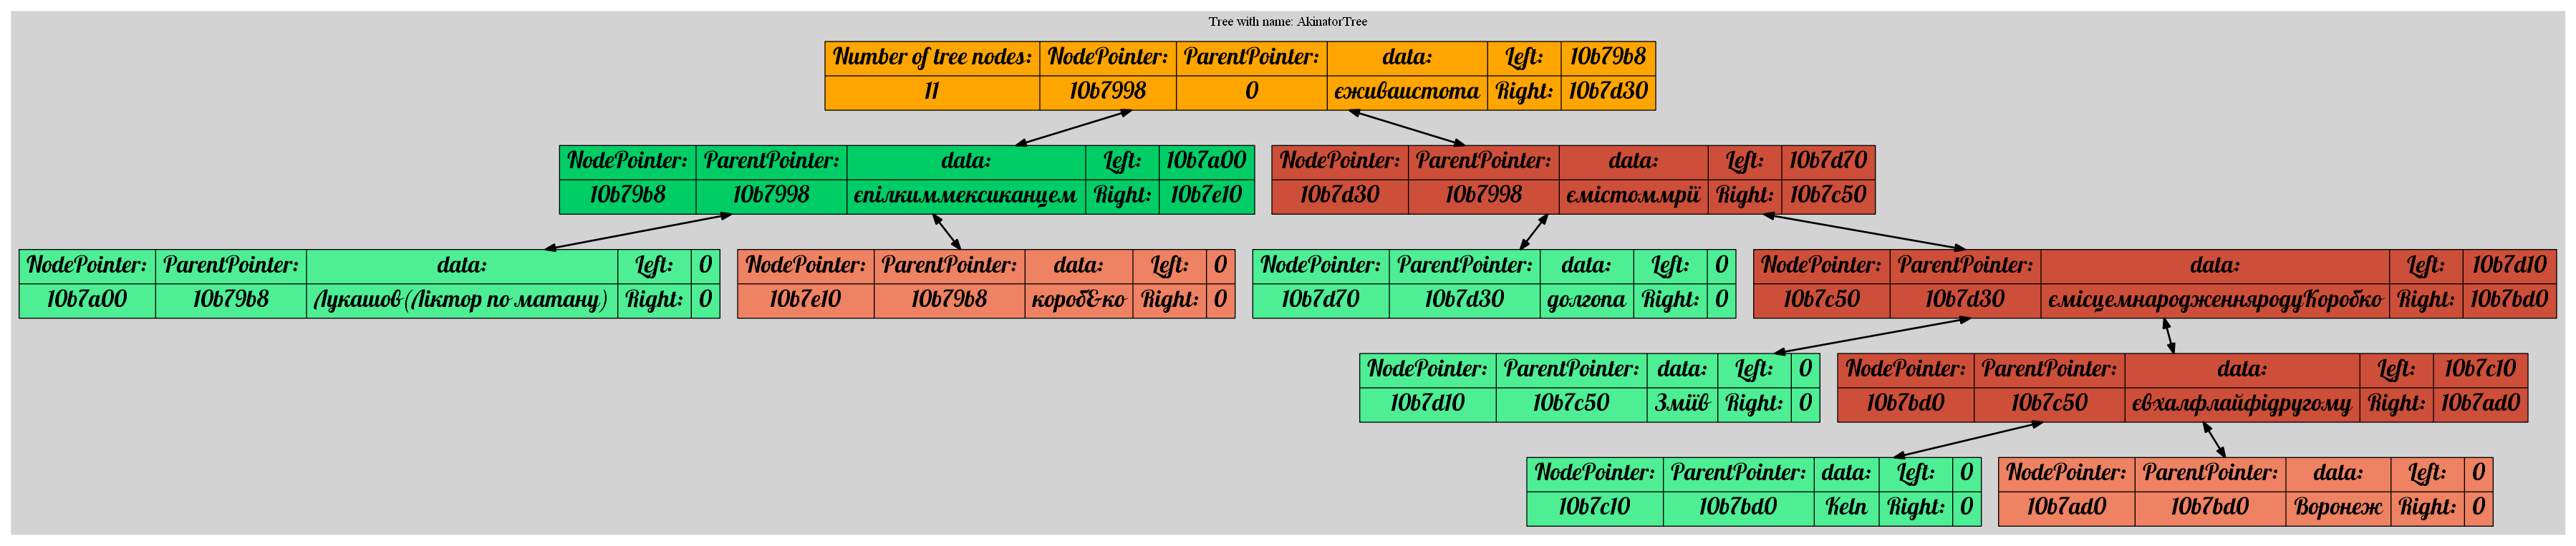 Tree with name: AkinatorTree
Number of tree nodes: NodePointer: ParentPointer: data: Left: 10b79b8
11 10b7998 0 єживаистота Right: 10b7d30
NodePointer: ParentPointer: data: Left: 10b7a00
10b79b8 10b7998 єпілкиммексиканцем Right: 10b7e10
NodePointer: ParentPointer: data: Left: 10b7d70
10b7d30 10b7998 ємістоммрії Right: 10b7c50
NodePointer: ParentPointer: data: Left: 0
10b7a00 10b79b8 Лукашов(Ліктор по матану) Right: 0
NodePointer: ParentPointer: data: Left: 0
10b7e10 10b79b8 короб&ко Right: 0
NodePointer: ParentPointer: data: Left: 0
10b7d70 10b7d30 долгопа Right: 0
NodePointer: ParentPointer: data: Left: 10b7d10
10b7c50 10b7d30 ємісцемнародженняродуКоробко Right: 10b7bd0
NodePointer: ParentPointer: data: Left: 0
10b7d10 10b7c50 Зміїв Right: 0
NodePointer: ParentPointer: data: Left: 10b7c10
10b7bd0 10b7c50 євхалфлайфідругому Right: 10b7ad0
NodePointer: ParentPointer: data: Left: 0
10b7c10 10b7bd0 Keln Right: 0
NodePointer: ParentPointer: data: Left: 0
10b7ad0 10b7bd0 Воронеж Right: 0